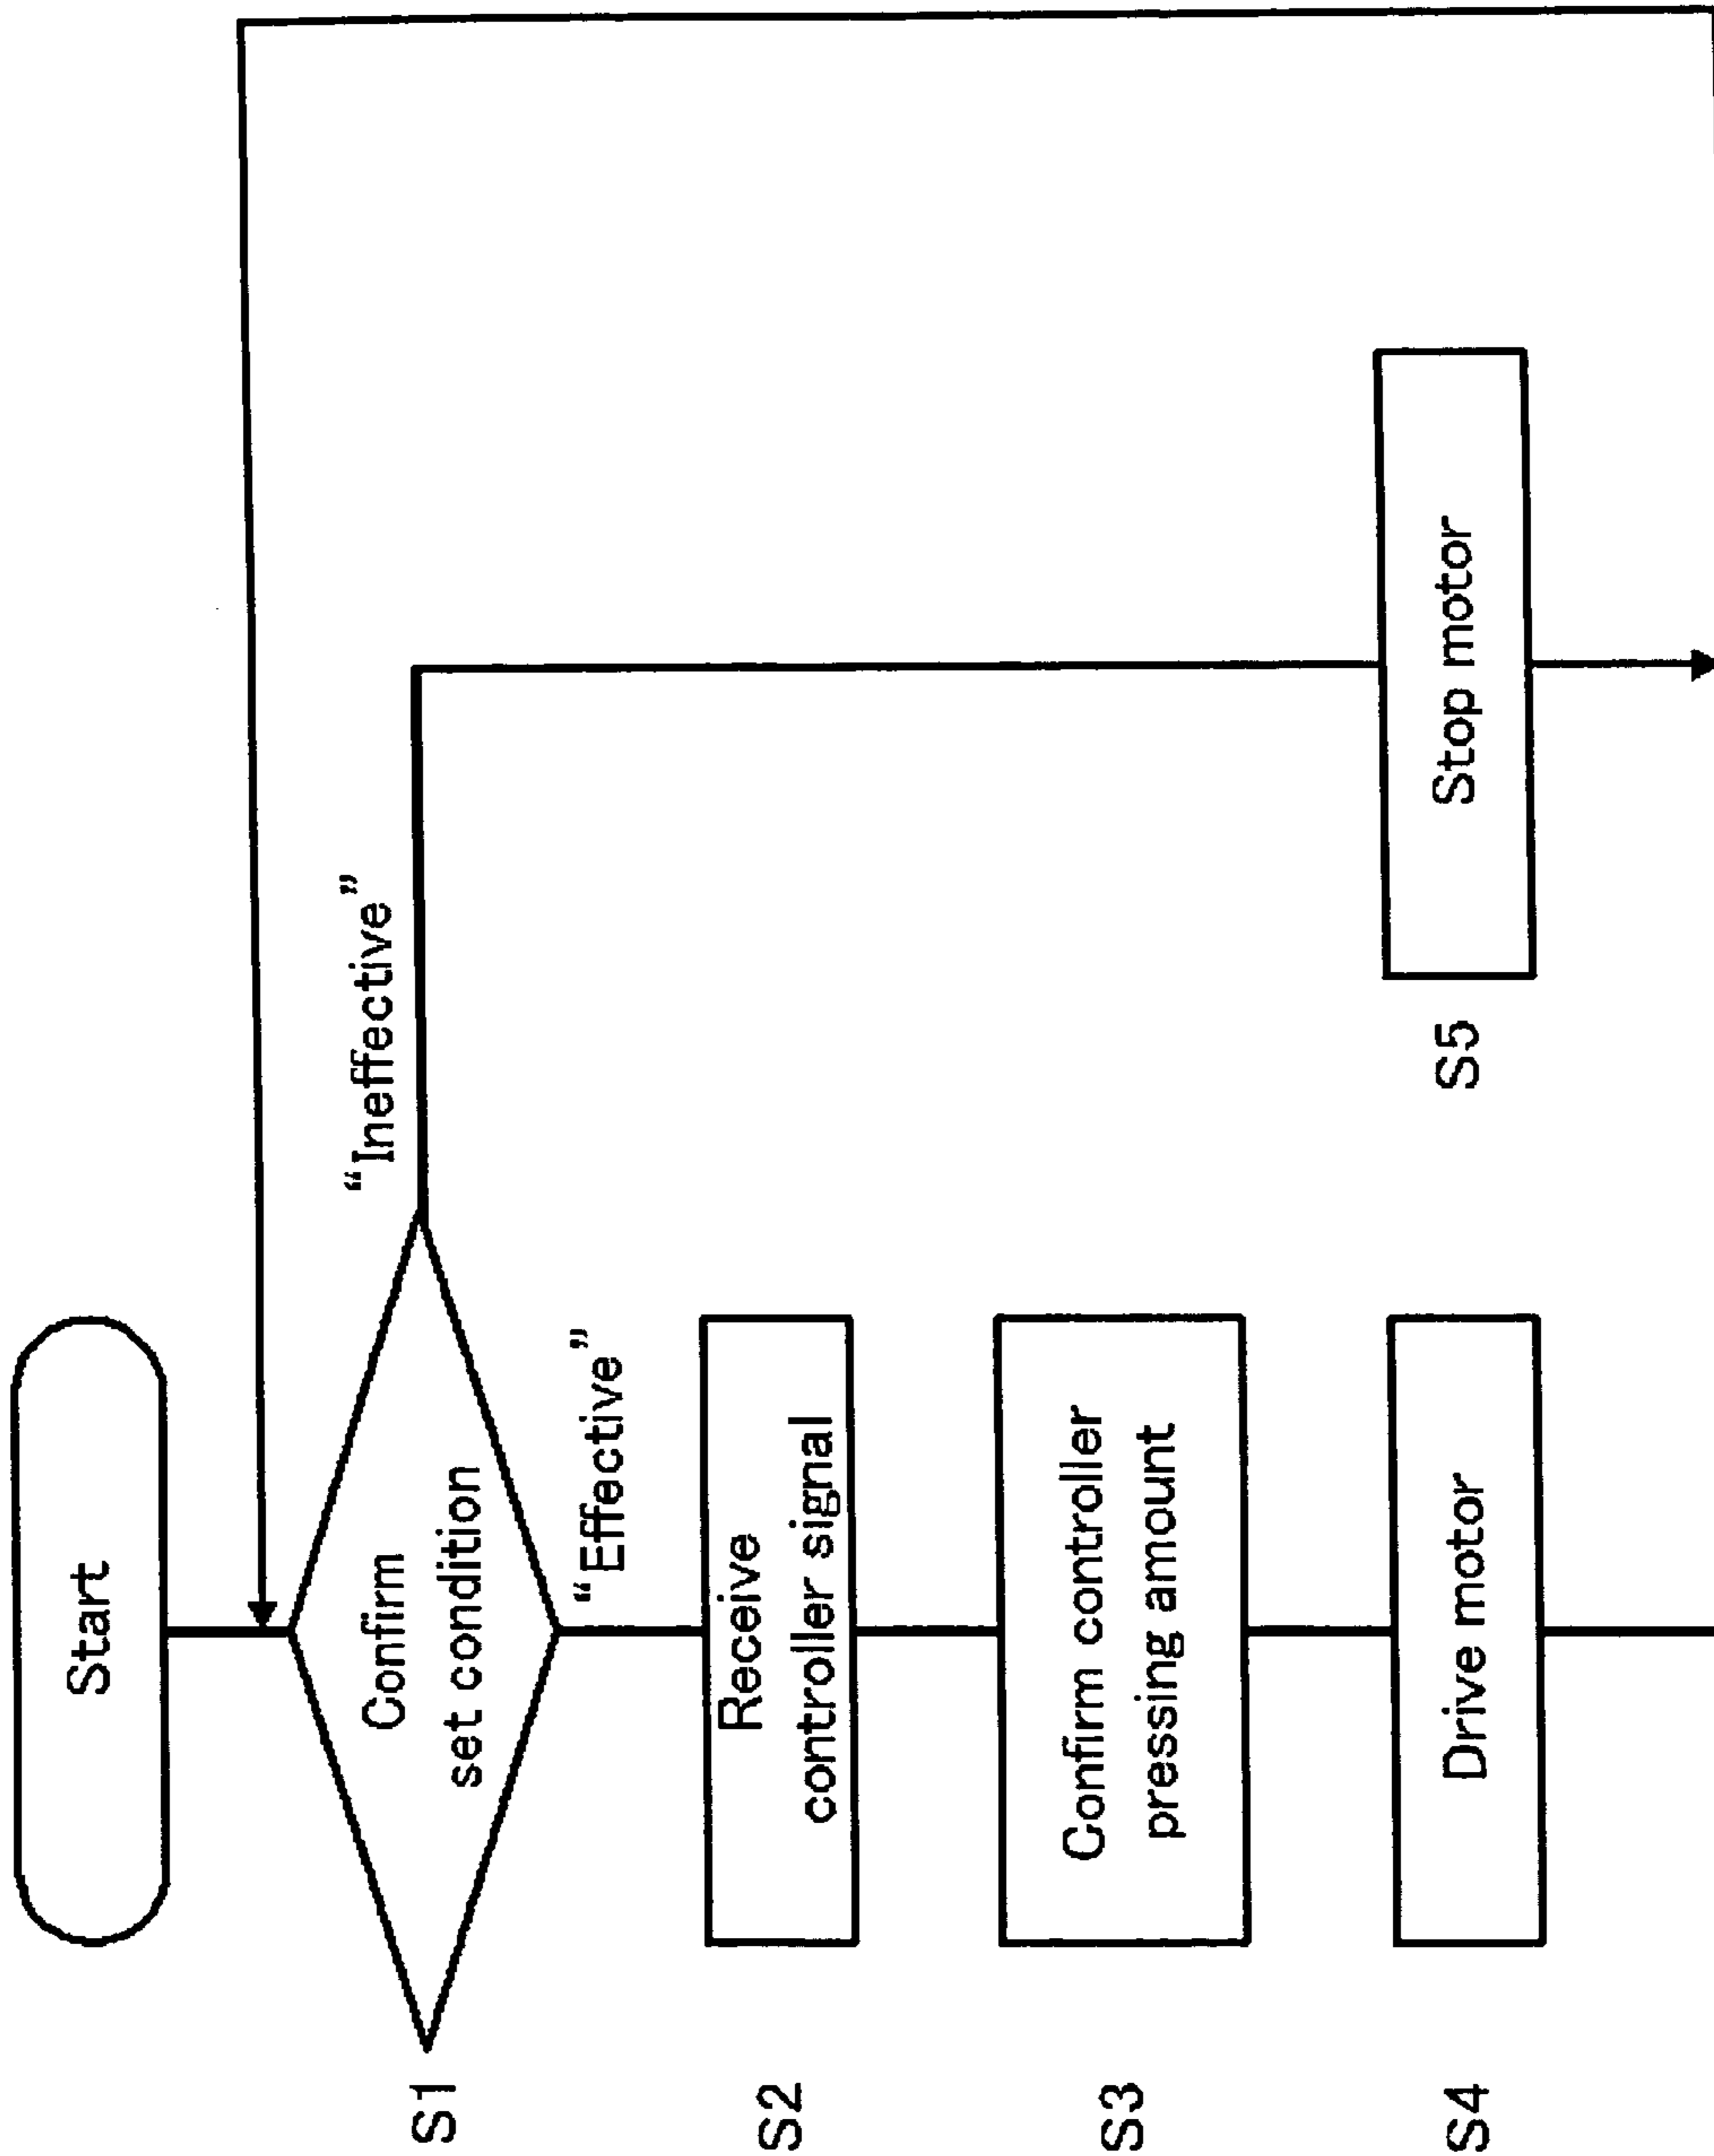 Start
S1
Confirm
set condition
“Ineffective”
“Effective”
S2
Receive
controller signal
S3
Confirm controller
pressing amount
S4
Drive motor
S5
Stop motor